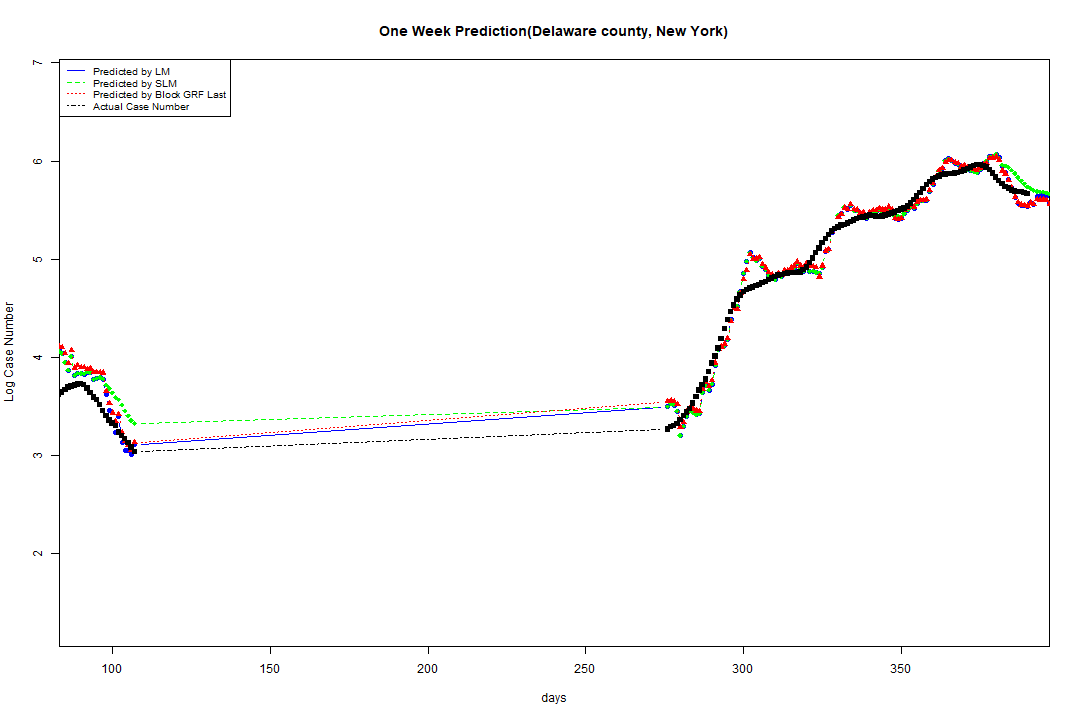 One Week Prediction(Delaware county, New York)
Predicted by LM
Predicted by SLM
Predicted by Block GRF Last
Actual Case Number
Log Case Number
7
6
5
4
3
2
100 150 200 250 300 350
days